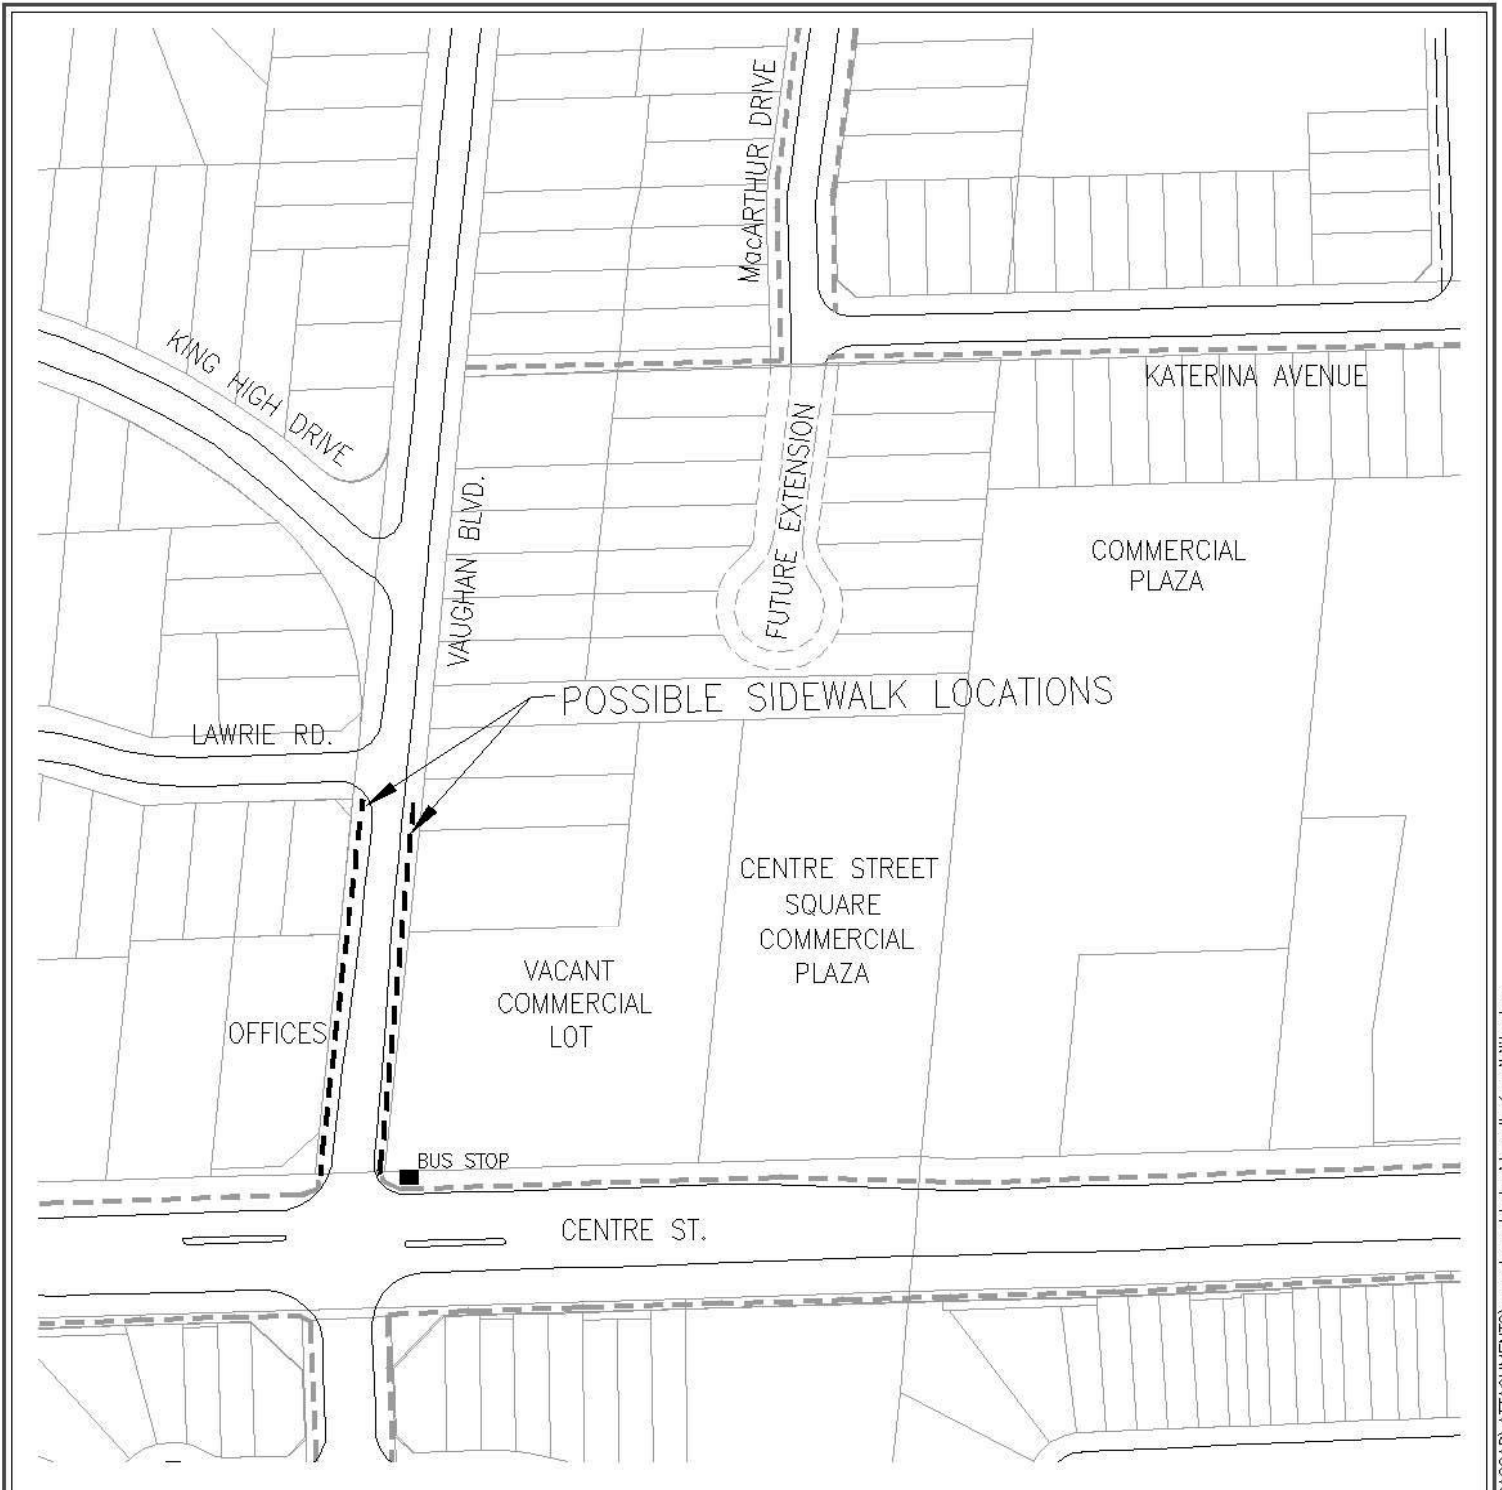 MacARTHUR DRIVE
KING HIGH DRIVE
KATERINA AVENUE
FUTURE EXTENSION
VAUGHAN BLVD.
COMMERCIAL
PLAZA
POSSIBLE SIDEWALK LOCATIONS
LAWRIE RD.
CENTRE STREET
SQUARE
COMMERCIAL
PLAZA
VACANT
COMMERCIAL
LOT
OFFICES
BUS STOP
CENTRE ST.